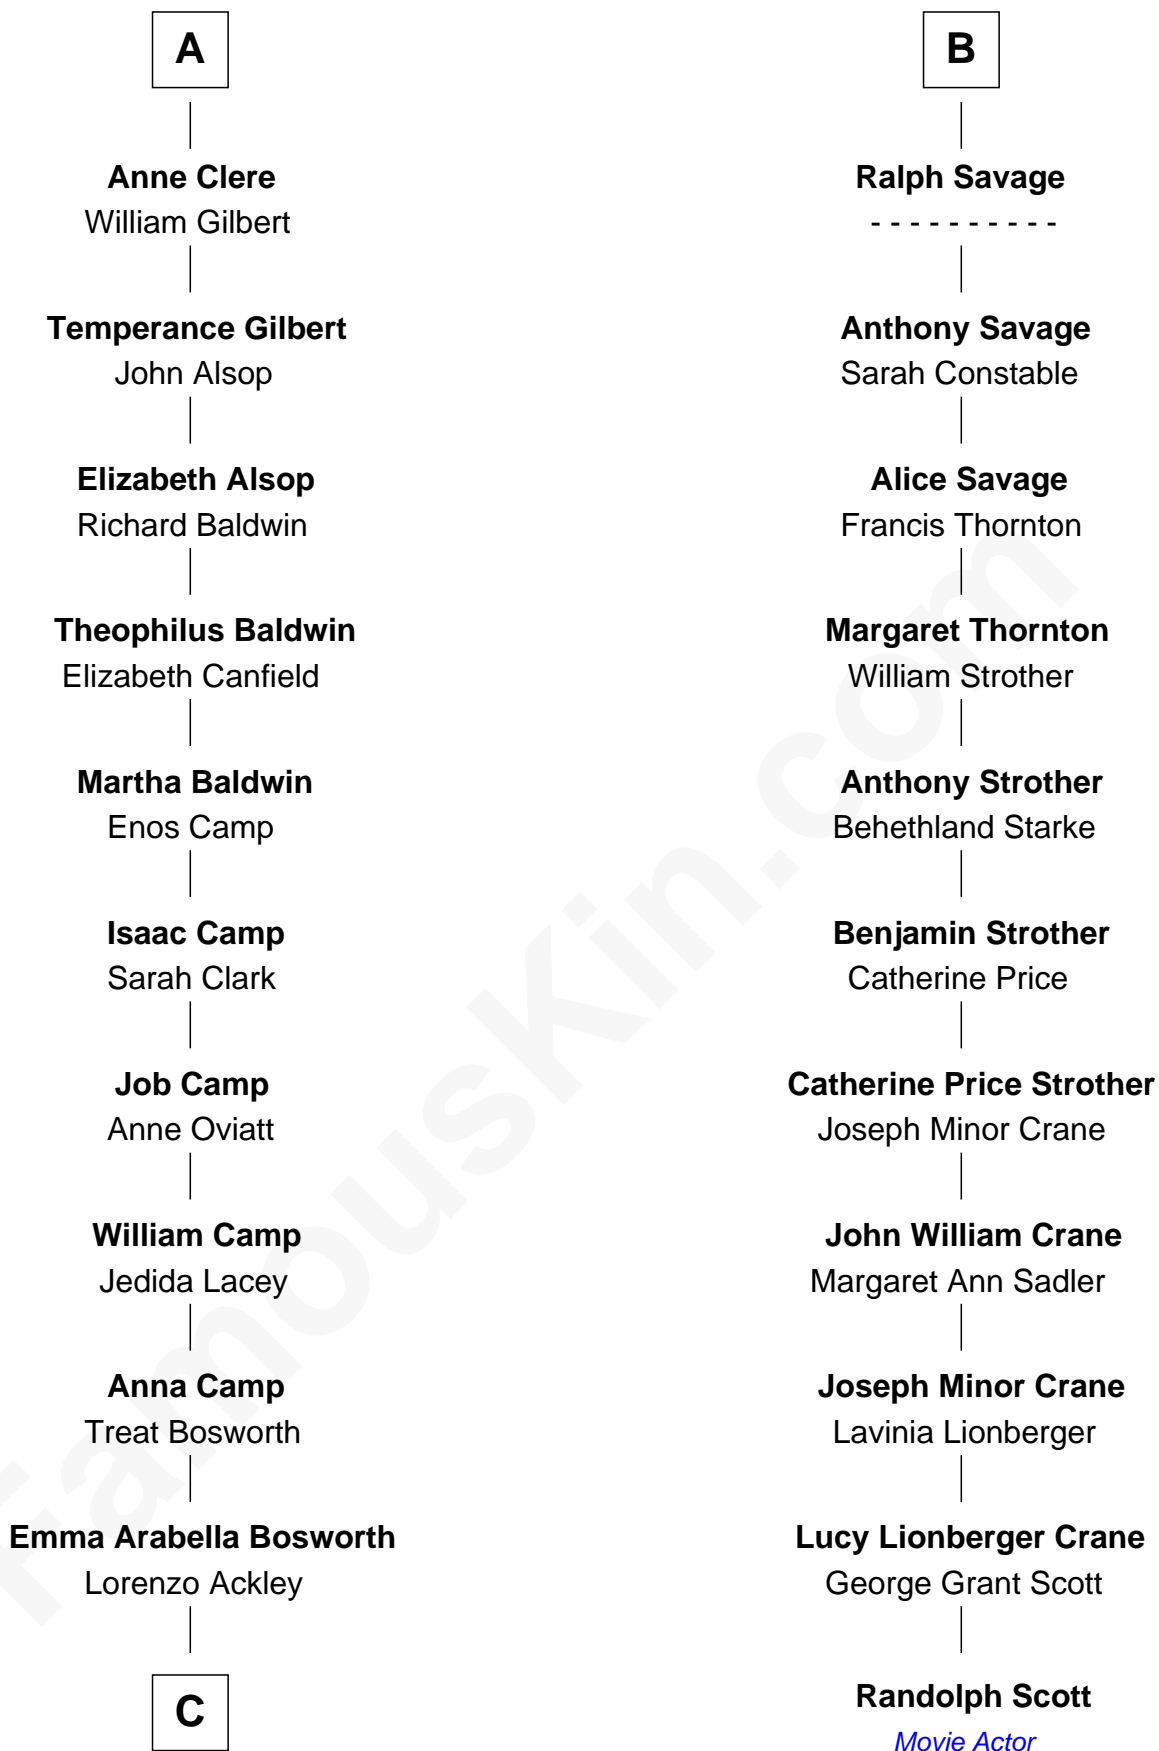 A
Anne Clere
William Gilbert
Temperance Gilbert
John Alsop
Elizabeth Alsop
Richard Baldwin
Theophilus Baldwin
Elizabeth Canfield
Martha Baldwin
Enos Camp
Isaac Camp
Sarah Clark
Job Camp
Anne Oviatt
William Camp
Jedida Lacey
Anna Camp
Treat Bosworth
Emma Arabella Bosworth
Lorenzo Ackley
C
B
Ralph Savage
- - - - - - - - - -
Anthony Savage
Sarah Constable
Alice Savage
Francis Thornton
Margaret Thornton
William Strother
Anthony Strother
Behethland Starke
Benjamin Strother
Catherine Price
Catherine Price Strother
Joseph Minor Crane
John William Crane
Margaret Ann Sadler
Joseph Minor Crane
Lavinia Lionberger
Lucy Lionberger Crane
George Grant Scott
Randolph Scott
Movie Actor
FamousKin.com